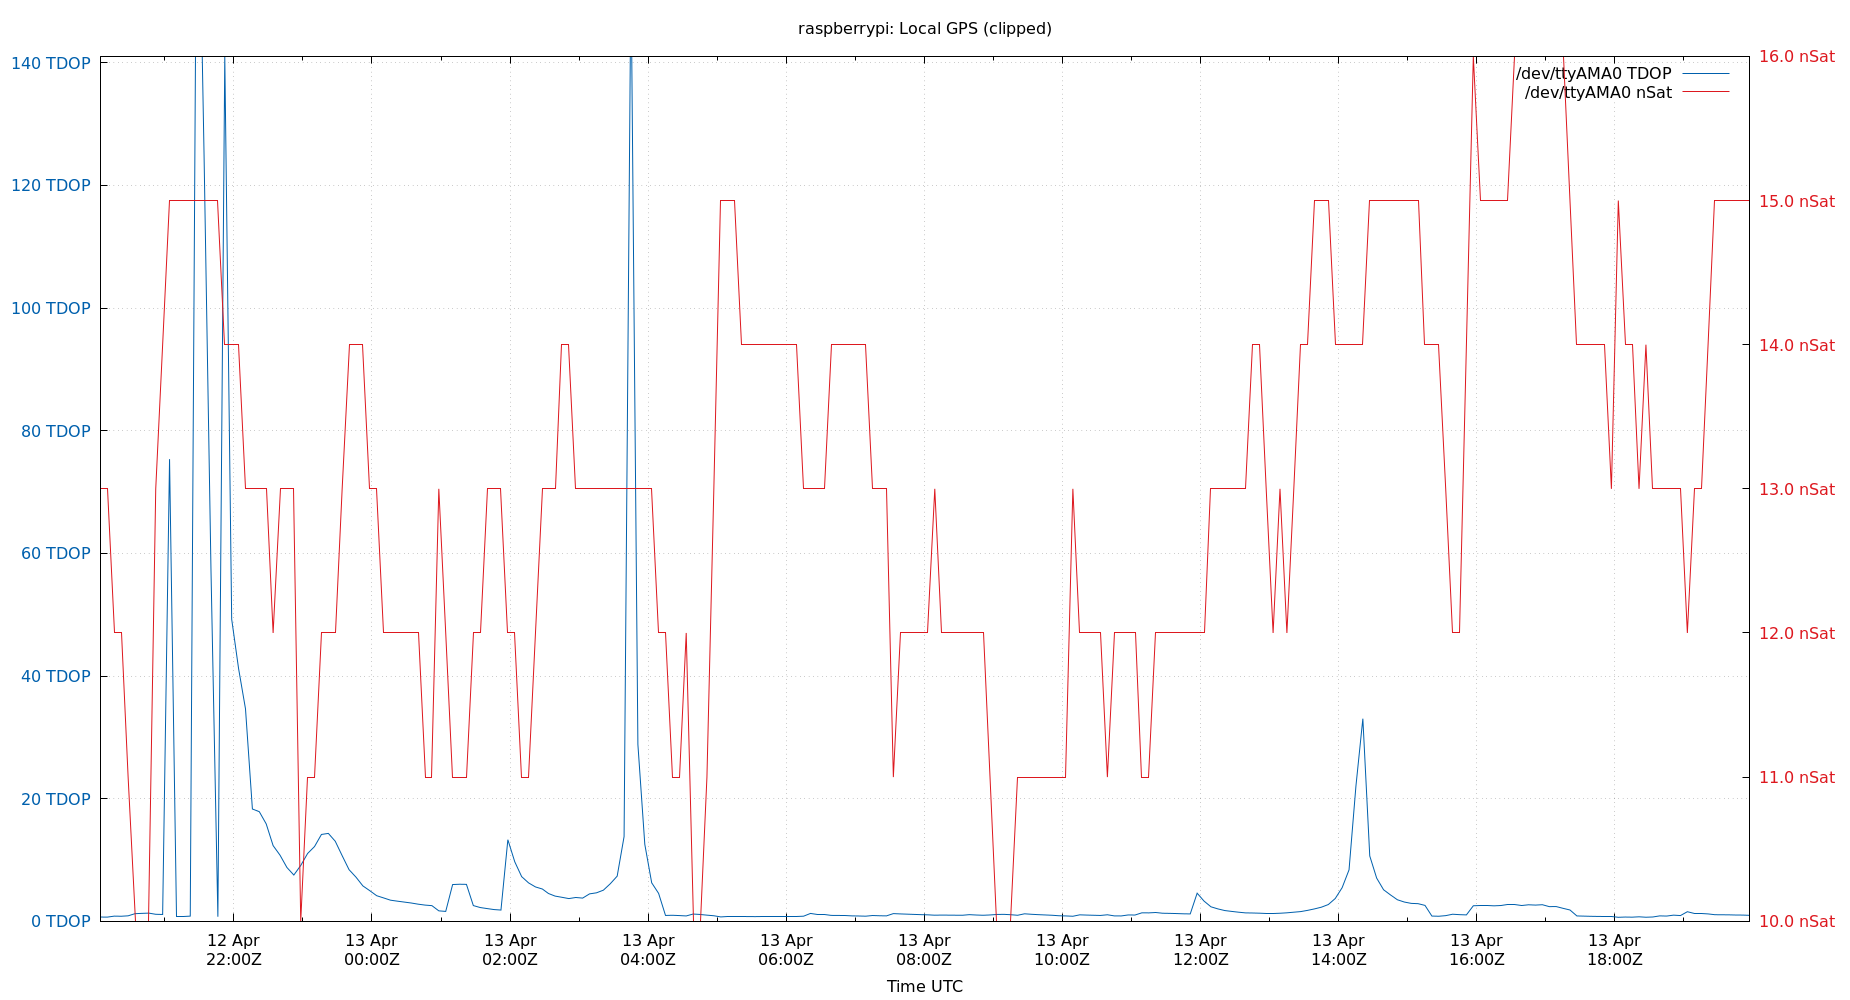 raspberrypi: Local GPS (clipped)
140 TDOP
120 TDOP
100 TDOP
80 TDOP
60 TDOP
40 TDOP
20 TDOP
0 TDOP
16.0 nSat
15.0 nSat
14.0 nSat
13.0 nSat
12.0 nSat
11.0 nSat
10.0 nSat
/dev/ttyAMA0 TDOP
/dev/ttyAMA0 nSat
12 Apr
22:00Z
13 Apr
00:00Z
13 Apr
02:00Z
13 Apr
04:00Z
13 Apr
06:00Z
13 Apr
08:00Z
13 Apr
10:00Z
13 Apr
12:00Z
13 Apr
14:00Z
13 Apr
16:00Z
13 Apr
18:00Z
Time UTC